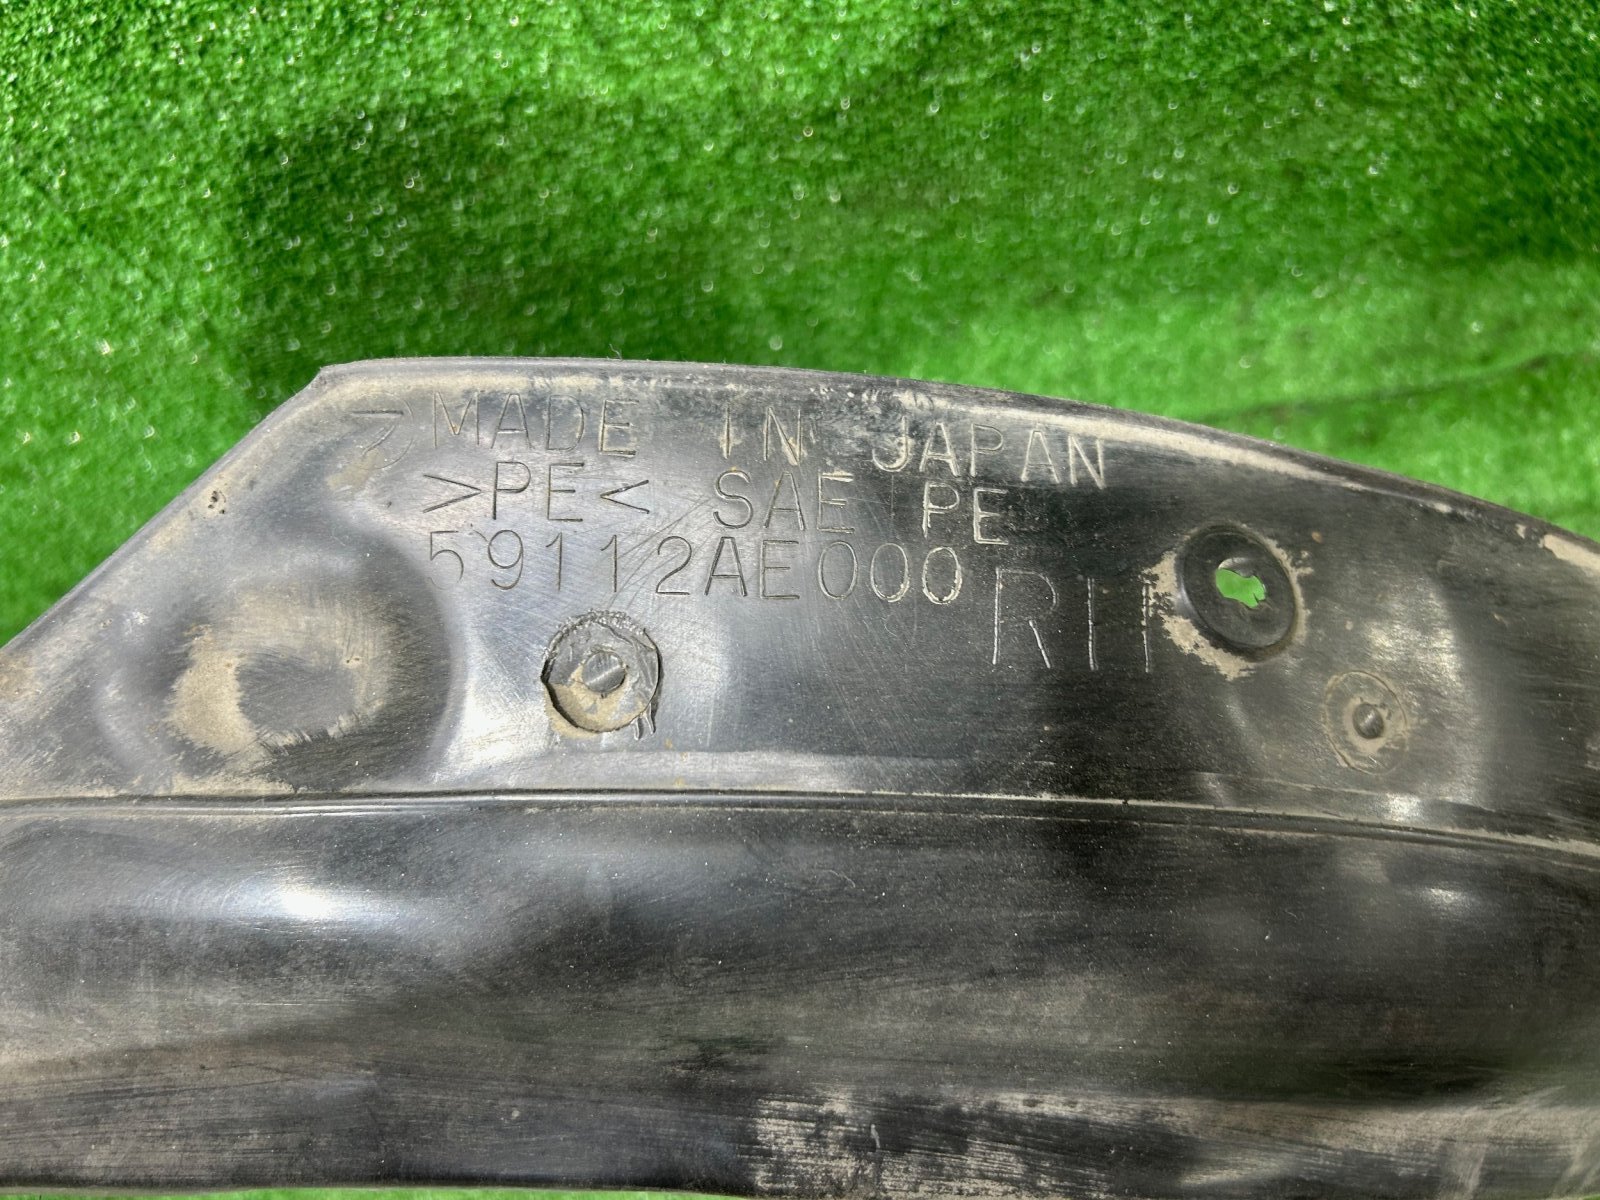 MADE IN JAPAN
>PE< SAE PE
59112AE000 RH